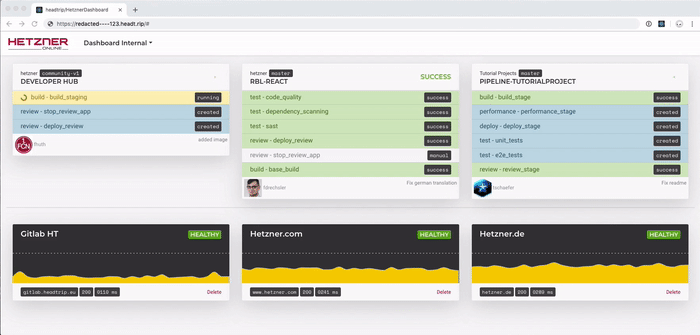 headtrip/HetznerDashboard
https://redacted----123.headt.rip/#
HETZNER
ONLINE
Dashboard Internal
hetzner community-v1
DEVELOPER HUB
build - build_staging running
review - stop_review_app created
review - deploy_review created
fhuth
added image
hetzner master
RBL-REACT
SUCCESS
test - code_quality success
test - dependency_scanning success
test - sast success
review - deploy_review success
review - stop_review_app manual
build - base_build success
fdrechsler
Fix german translation
Tutorial Projects master
PIPELINE-TUTORIALPROJECT
build - build_stage success
performance - performance_stage created
deploy - deploy_stage created
test - unit_tests created
test - e2e_tests created
review - review_stage success
tschaefer
Fix readme
Gitlab HT HEALTHY
gitlab.headtrip.eu 200 0110 ms Delete
Hetzner.com HEALTHY
www.hetzner.com 200 0241 ms Delete
Hetzner.de HEALTHY
hetzner.de 200 0280 ms Delete